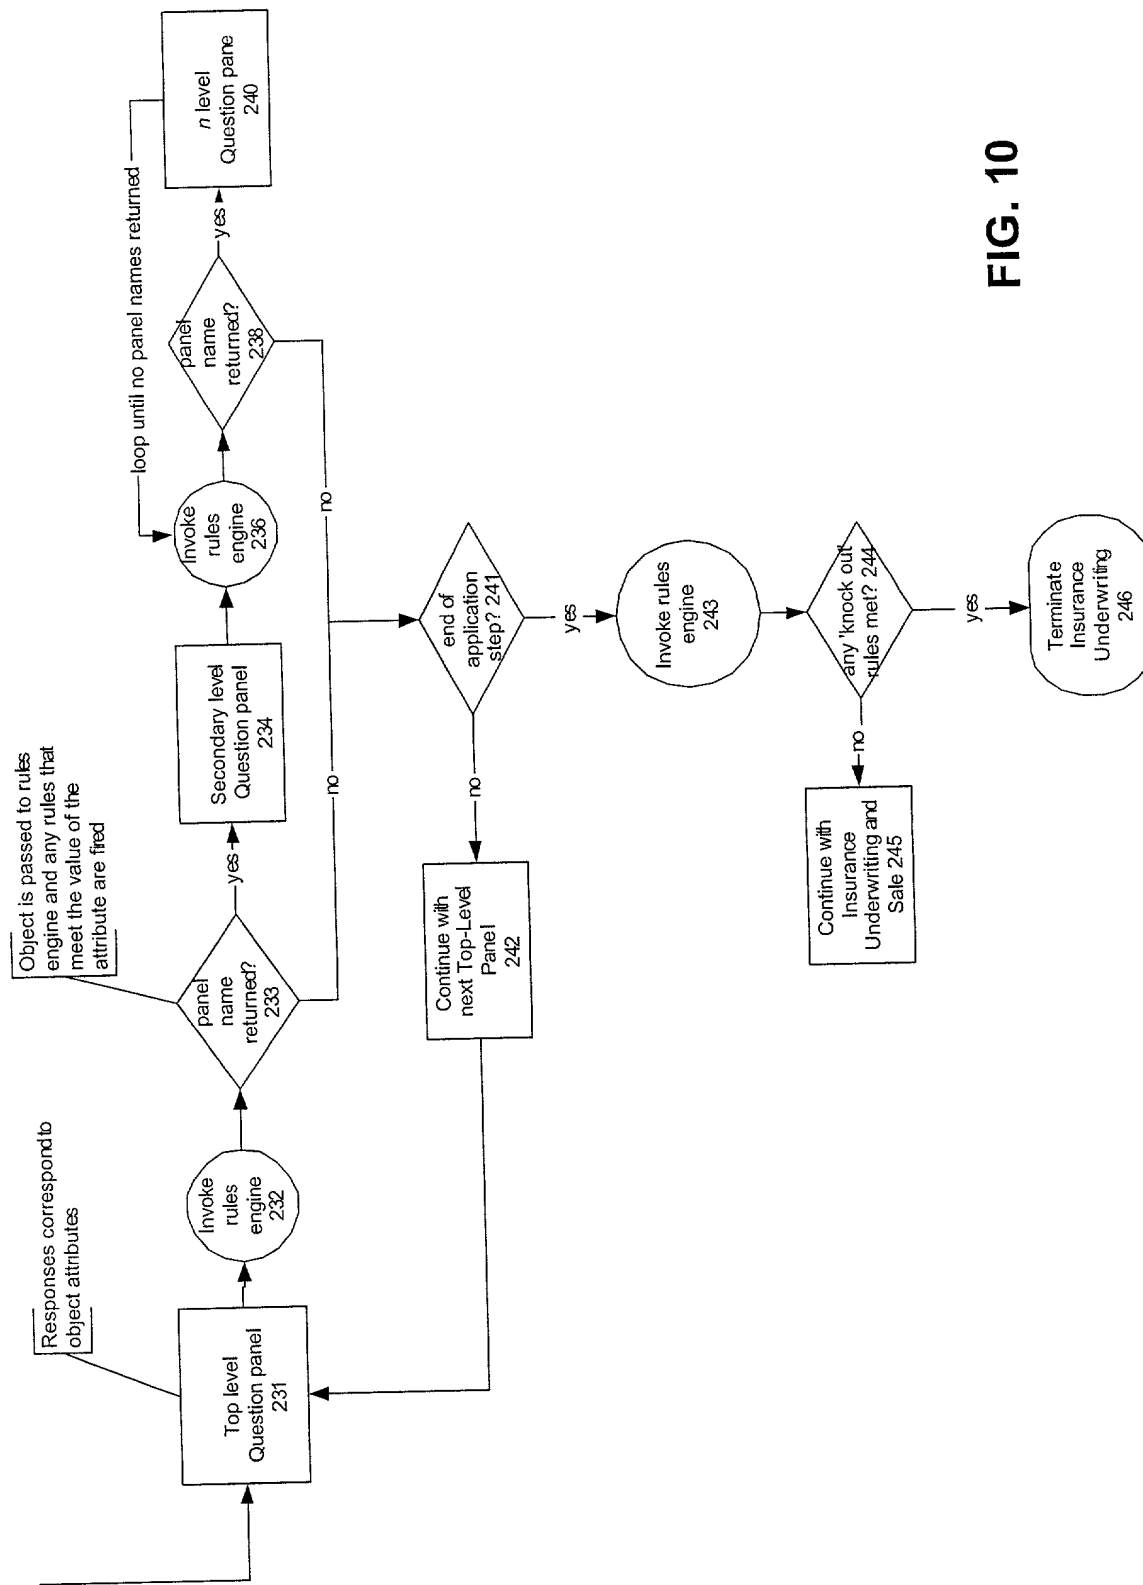 Responses correspond to
object attributes
Object is passed to rules
engine and any rules that
meet the value of the
attribute are fired
loop until no panel names returned
Top level
Question panel
231
Invoke
rules
engine
232
panel
name
returned?
233
yes
Secondary level
Question panel
234
Invoke
rules
engine
236
panel
name
returned?
238
yes
n level
Question pane
240
no
no
Continue with
next Top-Level
Panel
242
no
end of
application
step? 241
yes
Invoke rules
engine
243
any 'knock out'
rules met? 244
no
Continue with
Insurance
Underwriting and
Sale 245
yes
Terminate
Insurance
Underwriting
246
FIG. 10